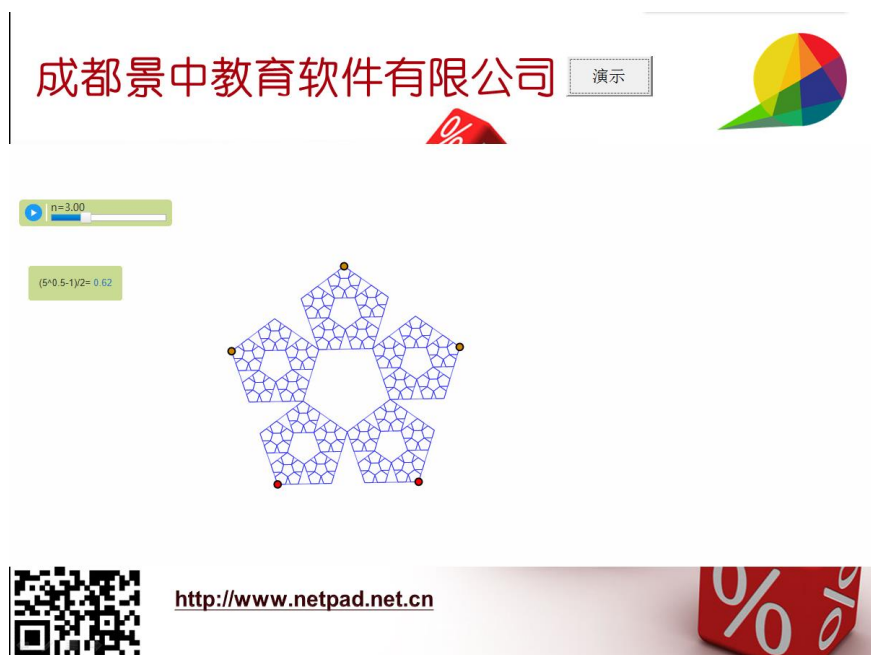 成都景中教育软件有限公司
演示
%
n=3.00
(5^0.5-1)/2= 0.62
http://www.netpad.net.cn
%
%